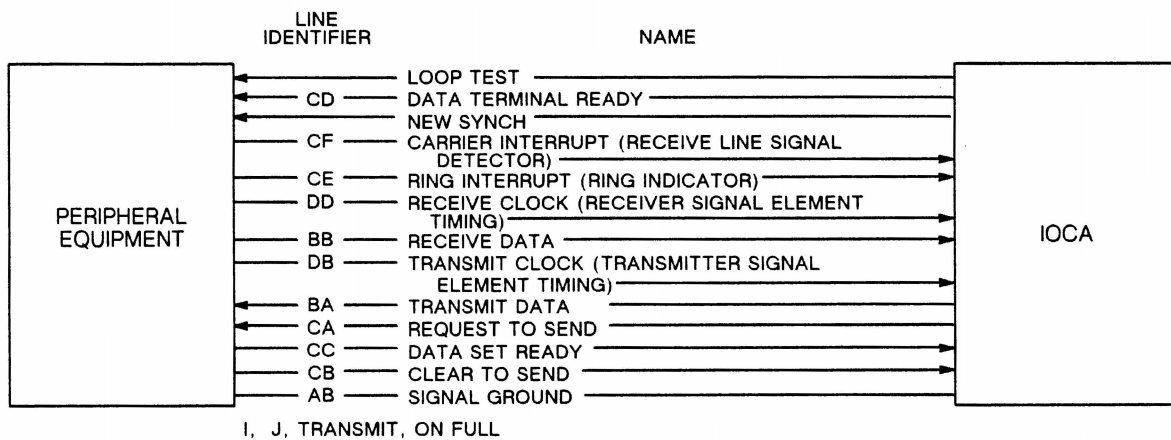 LINE
IDENTIFIER NAME
LOOP TEST
CD DATA TERMINAL READY
NEW SYNCH
CF CARRIER INTERRUPT (RECEIVE LINE SIGNAL
DETECTOR)
CE RING INTERRUPT (RING INDICATOR)
DD RECEIVE CLOCK (RECEIVER SIGNAL ELEMENT
TIMING)
PERIPHERAL
EQUIPMENT
IOCA
BB RECEIVE DATA
DB TRANSMIT CLOCK (TRANSMITTER SIGNAL
ELEMENT TIMING)
BA TRANSMIT DATA
CA REQUEST TO SEND
CC DATA SET READY
CB CLEAR TO SEND
AB SIGNAL GROUND
I, J, TRANSMIT, ON FULL